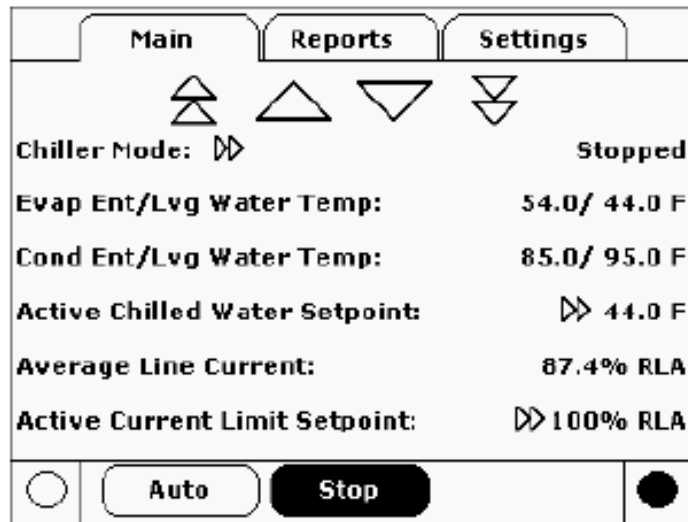 Main Reports Settings
Chiller Mode: Stopped
Evap Ent/Lvg Water Temp: 54.0/ 44.0 F
Cond Ent/Lvg Water Temp: 85.0/ 95.0 F
Active Chilled Water Setpoint: 44.0 F
Average Line Current: 87.4% RLA
Active Current Limit Setpoint: 100% RLA
Auto Stop